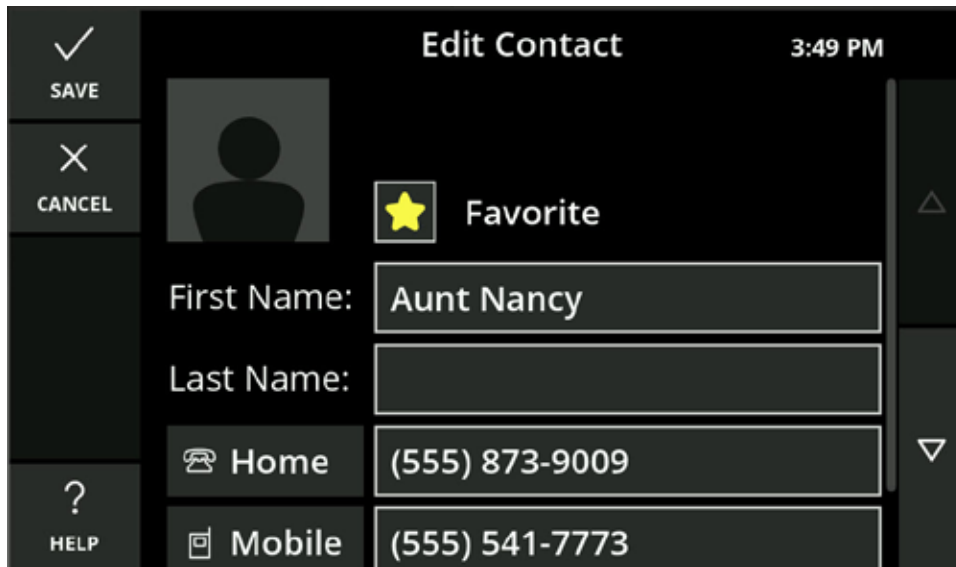 SAVE
CANCEL
?
HELP
Edit Contact
3:49 PM
Favorite
First Name:
Aunt Nancy
Last Name:
Home
(555) 873-9009
Mobile
(555) 541-7773